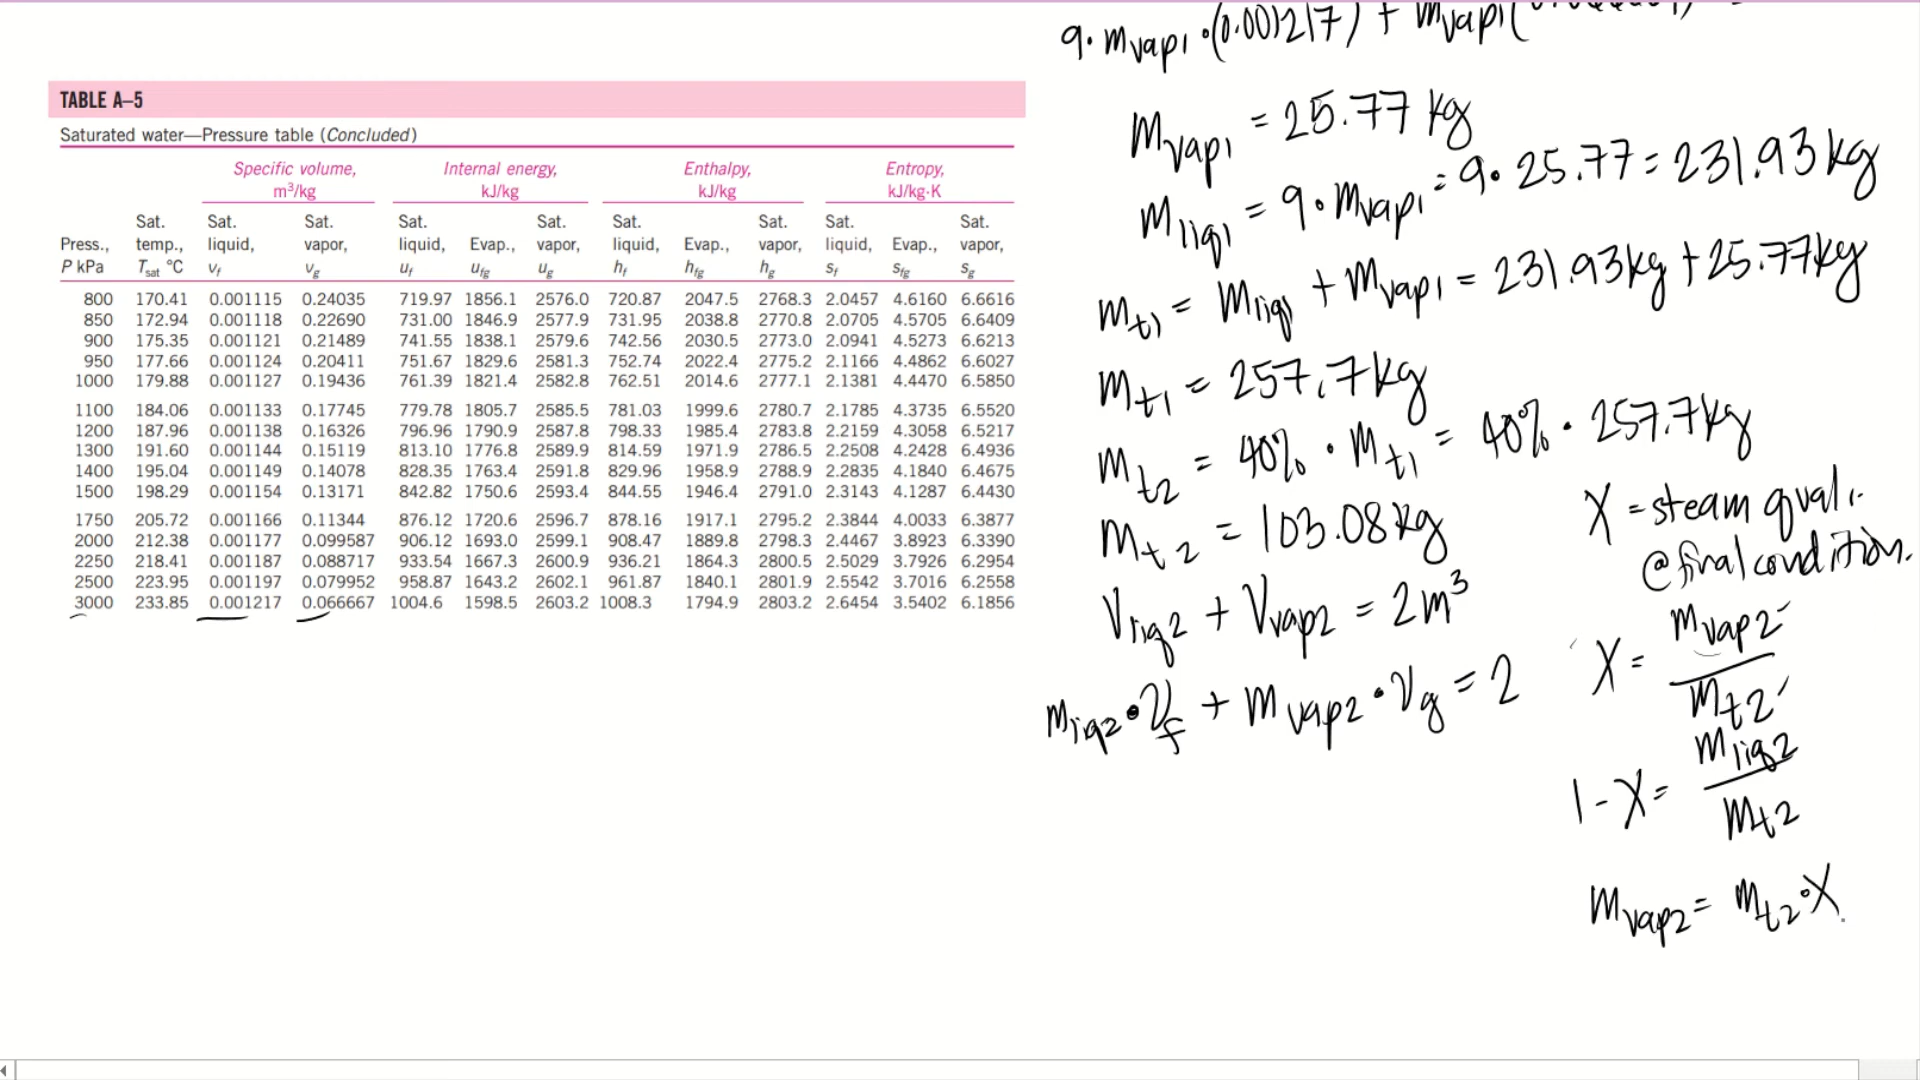 TABLE A–5
Saturated water—Pressure table (Concluded)
Specific volume, m³/kg Internal energy, kJ/kg Enthalpy, kJ/kg Entropy, kJ/kg·K
Press., P kPa Sat. temp., Tsat °C Sat. liquid, vf Sat. vapor, vg Sat. liquid, uf Evap., ufg Sat. vapor, ug Sat. liquid, hf Evap., hfg Sat. vapor, hg Sat. liquid, sf Evap., sfg Sat. vapor, sg
800 170.41 0.001115 0.24035 719.97 1856.1 2576.0 720.87 2047.5 2768.3 2.0457 4.6160 6.6616
850 172.94 0.001118 0.22690 731.00 1846.9 2577.9 731.95 2038.8 2770.8 2.0705 4.5705 6.6409
900 175.35 0.001121 0.21489 741.55 1838.1 2579.6 742.56 2030.5 2773.0 2.0941 4.5273 6.6213
950 177.66 0.001124 0.20411 751.67 1829.6 2581.3 752.74 2022.4 2775.2 2.1166 4.4862 6.6027
1000 179.88 0.001127 0.19436 761.39 1821.4 2582.8 762.51 2014.6 2777.1 2.1381 4.4470 6.5850
1100 184.06 0.001133 0.17745 779.78 1805.7 2585.5 781.03 1999.6 2780.7 2.1785 4.3735 6.5520
1200 187.96 0.001138 0.16326 796.96 1790.9 2587.8 798.33 1985.4 2783.8 2.2159 4.3058 6.5217
1300 191.60 0.001144 0.15119 813.10 1776.8 2589.9 814.59 1971.9 2786.5 2.2508 4.2428 6.4936
1400 195.04 0.001149 0.14078 828.35 1763.4 2591.8 829.96 1958.9 2788.9 2.2835 4.1840 6.4675
1500 198.29 0.001154 0.13171 842.82 1750.6 2593.4 844.55 1946.4 2791.0 2.3143 4.1287 6.4430
1750 205.72 0.001166 0.11344 876.12 1720.6 2596.7 878.16 1917.1 2795.2 2.3844 4.0033 6.3877
2000 212.38 0.001177 0.099587 906.12 1693.0 2599.1 908.47 1889.8 2798.3 2.4467 3.8923 6.3390
2250 218.41 0.001187 0.088717 933.54 1667.3 2600.9 936.21 1864.3 2800.5 2.5029 3.7926 6.2954
2500 223.95 0.001197 0.079952 958.87 1643.2 2602.1 961.87 1840.1 2801.9 2.5542 3.7016 6.2558
3000 233.85 0.001217 0.066667 1004.6 1598.5 2603.2 1008.3 1794.9 2803.2 2.6454 3.5402 6.1856
9·mvap1·(0.001217) + mvap1(
mvap1 = 25.77 kg
mliq1 = 9·mvap1 = 9·25.77 = 231.93 kg
mt1 = mliq1 + mvap1 = 231.93kg + 25.77kg
mt1 = 257.7kg
mt2 = 40% · mt1 = 40% · 257.7kg
mt2 = 103.08kg
Vliq2 + Vvap2 = 2m³
mliq2·vf + mvap2·vg = 2
X = steam quali
@ final condition.
X = mvap2 / mt2
1 - X = mliq2 / mt2
mvap2 = mt2·X